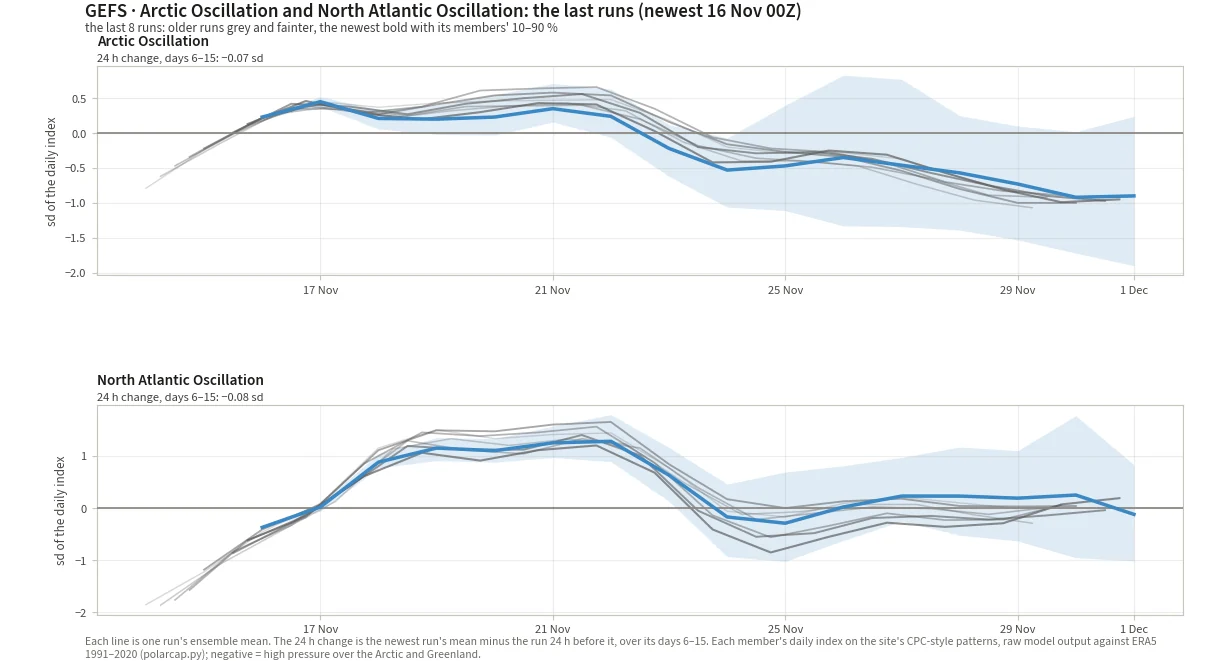 GEFS · Arctic Oscillation and North Atlantic Oscillation: the last runs (newest 16 Nov 00Z)
the last 8 runs: older runs grey and fainter, the newest bold with its members' 10–90 %
Arctic Oscillation
24 h change, days 6–15: −0.07 sd
sd of the daily index
0.5
0.0
−0.5
−1.0
−1.5
−2.0
17 Nov
21 Nov
25 Nov
29 Nov
1 Dec
North Atlantic Oscillation
24 h change, days 6–15: −0.08 sd
sd of the daily index
1
0
−1
−2
17 Nov
21 Nov
25 Nov
29 Nov
1 Dec
Each line is one run's ensemble mean. The 24 h change is the newest run's mean minus the run 24 h before it, over its days 6–15. Each member's daily index on the site's CPC-style patterns, raw model output against ERA5
1991–2020 (polarcap.py); negative = high pressure over the Arctic and Greenland.